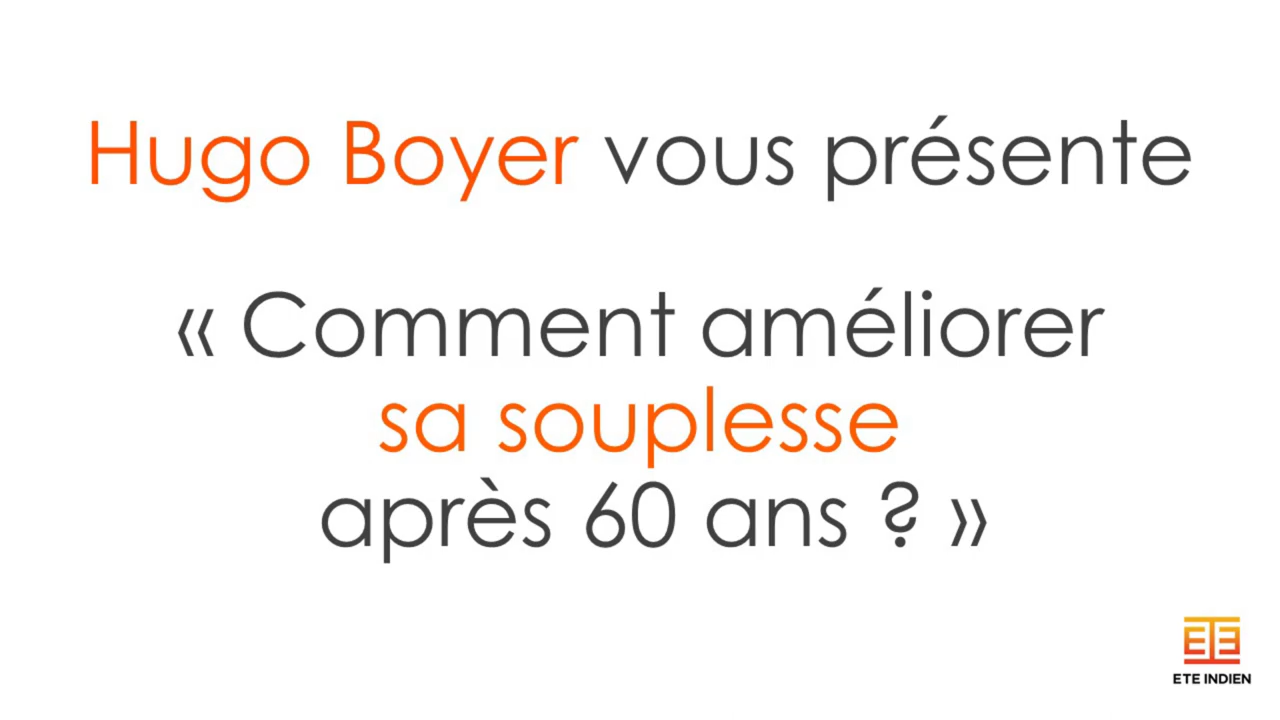 Hugo Boyer vous présente
« Comment améliorer
sa souplesse
après 60 ans ? »
ETE INDIEN